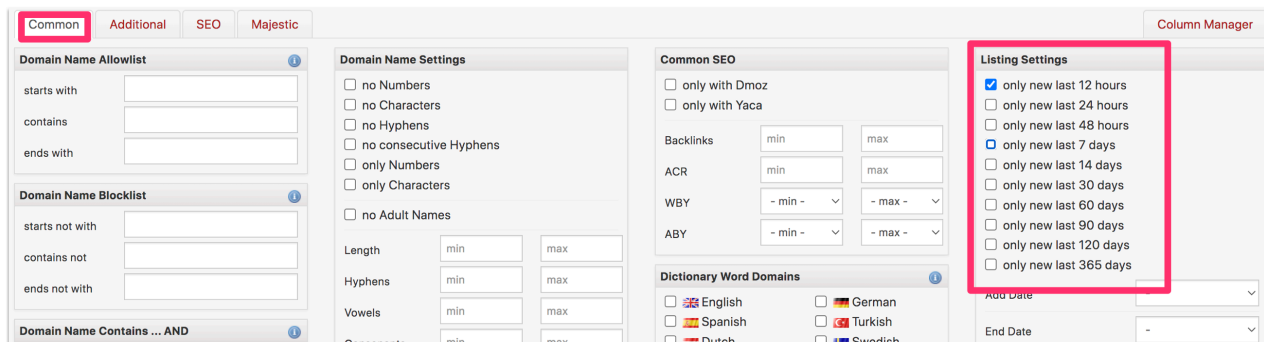 Common
Additional
SEO
Majestic
Column Manager
Domain Name Allowlist
starts with
contains
ends with
Domain Name Blocklist
starts not with
contains not
ends not with
Domain Name Contains ... AND
Domain Name Settings
no Numbers
no Characters
no Hyphens
no consecutive Hyphens
only Numbers
only Characters
no Adult Names
Length min max
Hyphens min max
Vowels min max
min max
Common SEO
only with Dmoz
only with Yaca
Backlinks min max
ACR min max
WBY - min - - max -
ABY - min - - max -
Dictionary Word Domains
English German
Spanish Turkish
Dutch Swedish
Listing Settings
only new last 12 hours
only new last 24 hours
only new last 48 hours
only new last 7 days
only new last 14 days
only new last 30 days
only new last 60 days
only new last 90 days
only new last 120 days
only new last 365 days
Add Date
End Date -